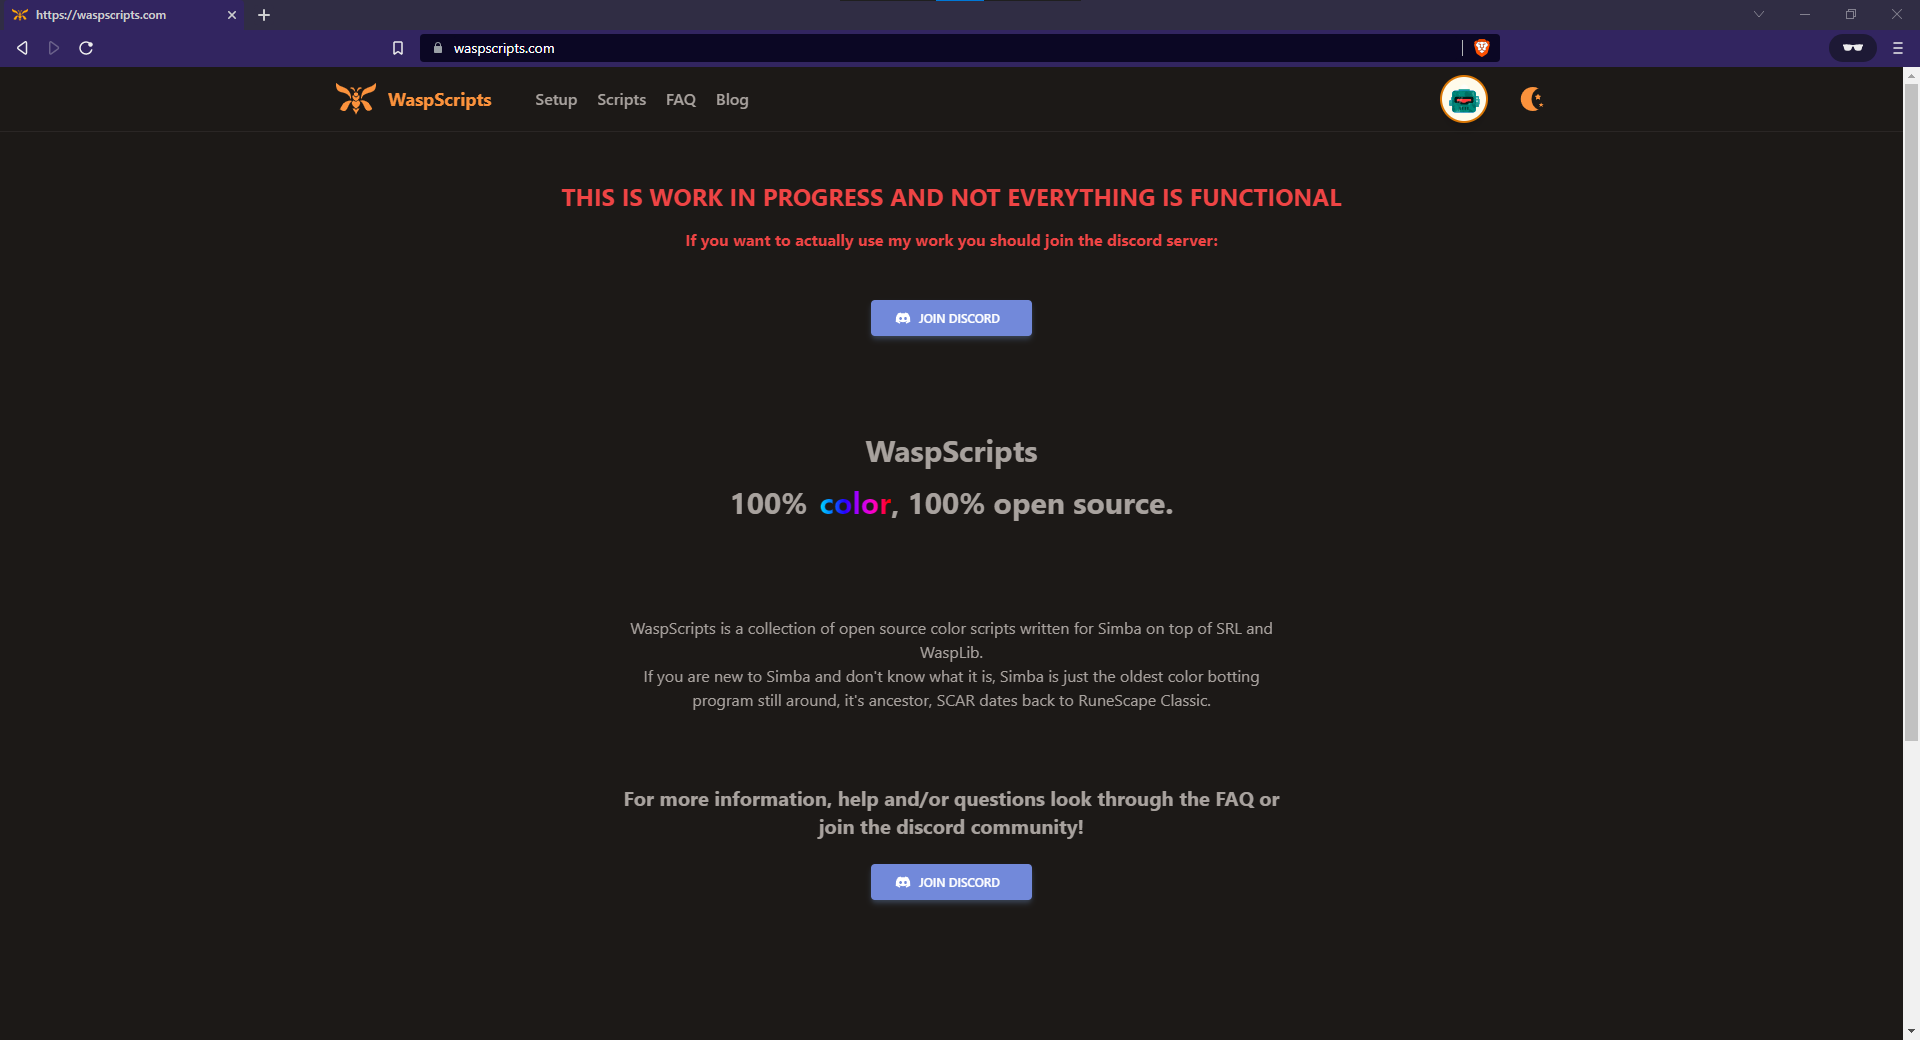 https://waspscripts.com
waspscripts.com
WaspScripts
Setup
Scripts
FAQ
Blog
THIS IS WORK IN PROGRESS AND NOT EVERYTHING IS FUNCTIONAL
If you want to actually use my work you should join the discord server:
JOIN DISCORD
WaspScripts
100% color, 100% open source.
WaspScripts is a collection of open source color scripts written for Simba on top of SRL and
WaspLib.
If you are new to Simba and don't know what it is, Simba is just the oldest color botting
program still around, it's ancestor, SCAR dates back to RuneScape Classic.
For more information, help and/or questions look through the FAQ or
join the discord community!
JOIN DISCORD